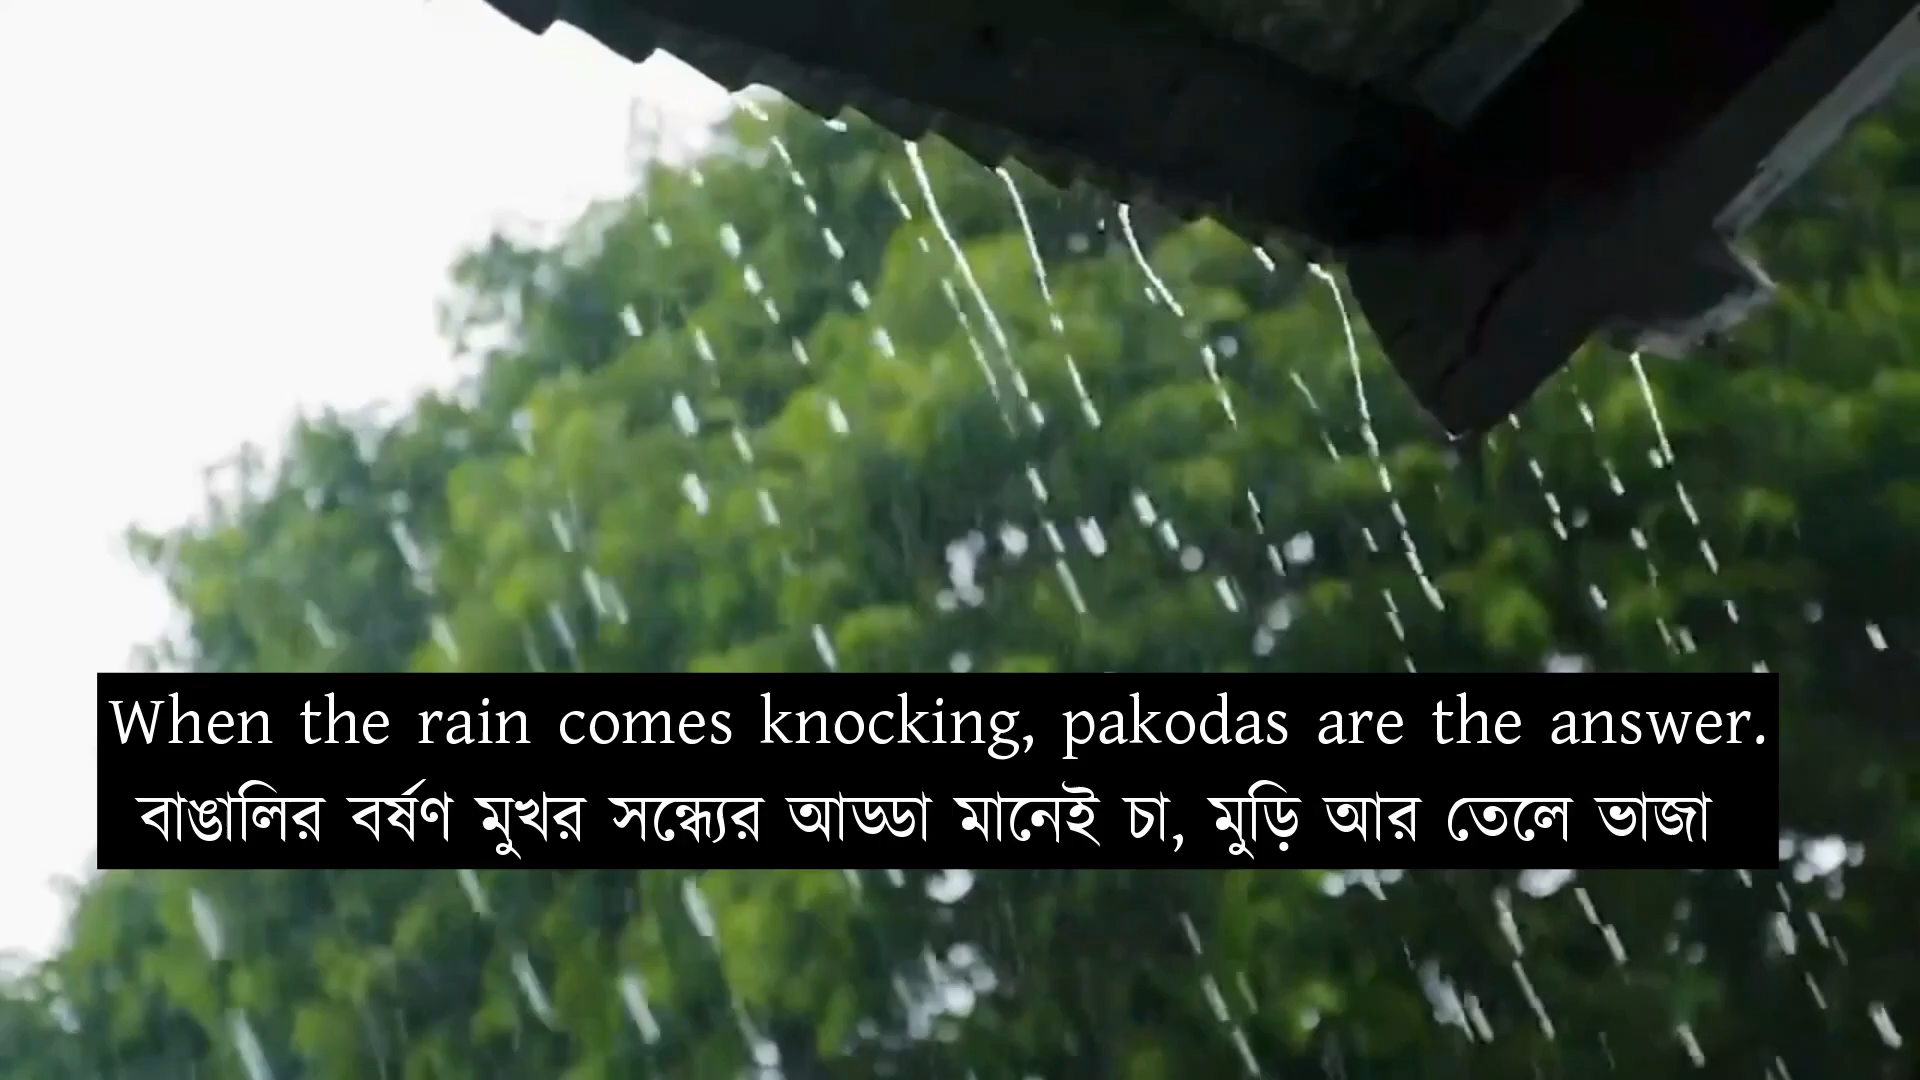 When the rain comes knocking, pakodas are the answer.
বাঙালির বর্ষণ মুখর সন্ধ্যের আড্ডা মানেই চা, মুড়ি আর তেলে ভাজা